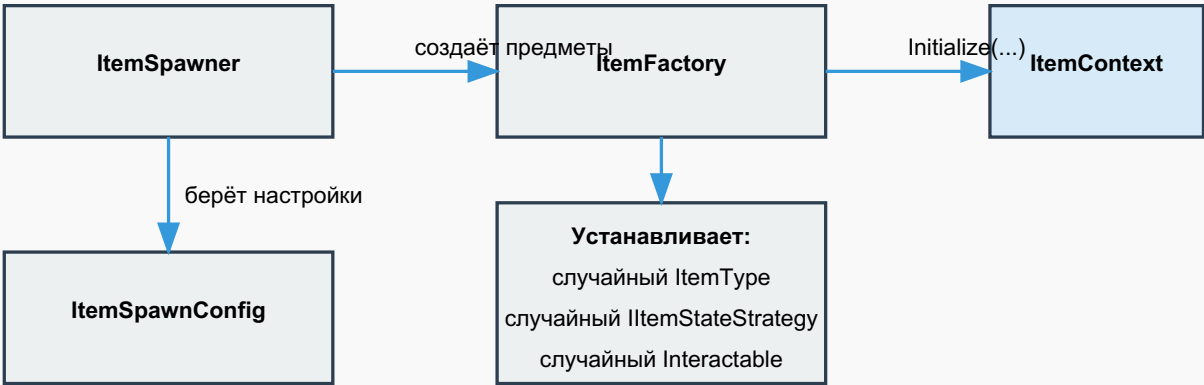 ItemSpawner
создаёт предметы
ItemFactory
Initialize(...)
ItemContext
берёт настройки
ItemSpawnConfig
Устанавливает:
случайный ItemType
случайный IItemStateStrategy
случайный Interactable